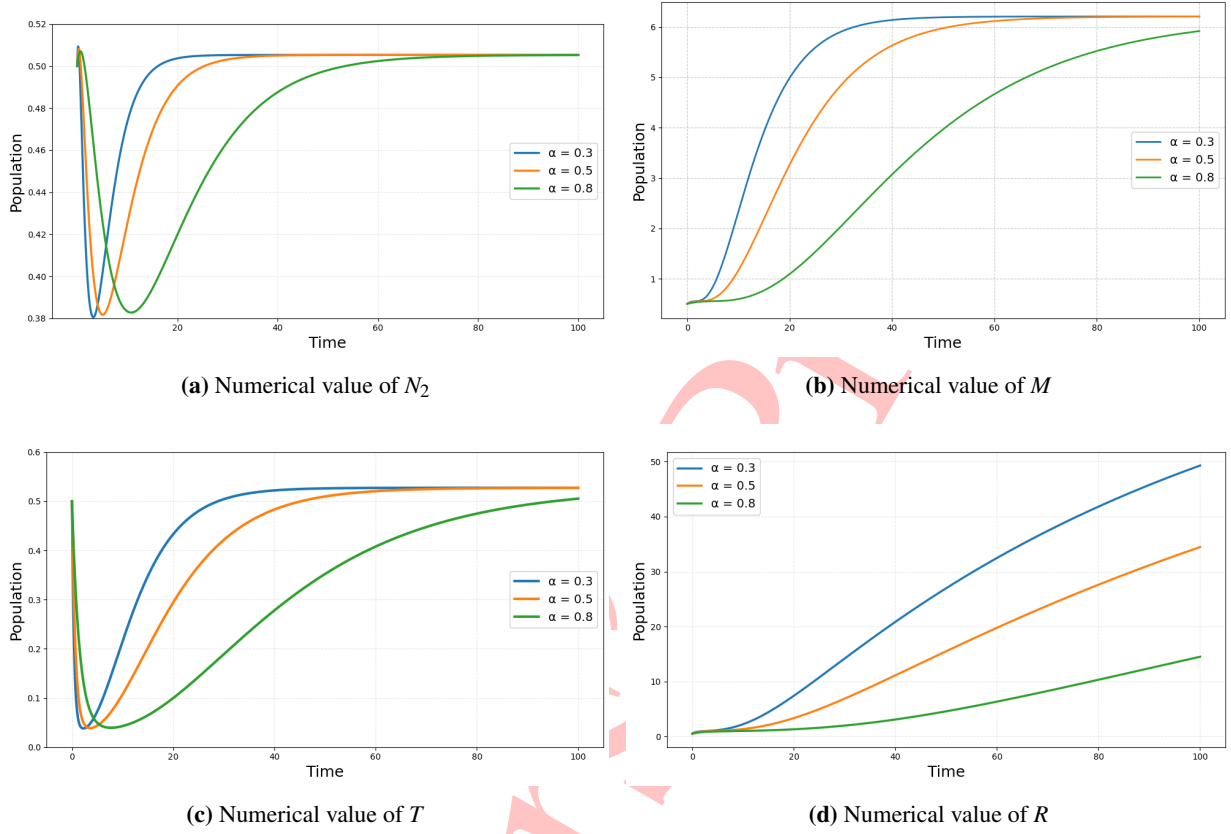 0.52
0.50
0.48
0.46
0.44
0.42
0.40
0.38
Population
α = 0.3
α = 0.5
α = 0.8
20 40 60 80 100
Time
(a) Numerical value of N₂
6
5
4
3
2
1
Population
α = 0.3
α = 0.5
α = 0.8
0 20 40 60 80 100
Time
(b) Numerical value of M
0.6
0.5
0.4
0.3
0.2
0.1
0.0
Population
α = 0.3
α = 0.5
α = 0.8
0 20 40 60 80 100
Time
(c) Numerical value of T
50
40
30
20
10
0
Population
α = 0.3
α = 0.5
α = 0.8
0 20 40 60 80 100
Time
(d) Numerical value of R